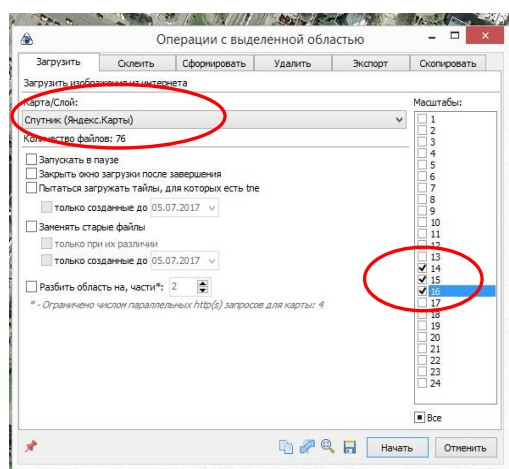 Операции с выделенной областью
Загрузить Склеить Сформировать Удалить Экспорт Скопировать
Загрузить изображения из интернета
Карта/Слой:
Спутник (Яндекс.Карты)
Количество файлов: 76
Запускать в паузе
Закрыть окно загрузки после завершения
Пытаться загружать тайлы, для которых есть tne
только созданные до 05.07.2017
Заменять старые файлы
только при их различии
только созданные до 05.07.2017
Разбить область на, части*: 2
* - Ограничено числом параллельных http(s) запросов для карты: 4
Масштабы:
1
2
3
4
5
6
7
8
9
10
11
12
13
14
15
16
17
18
19
20
21
22
23
24
Все
Начать Отменить